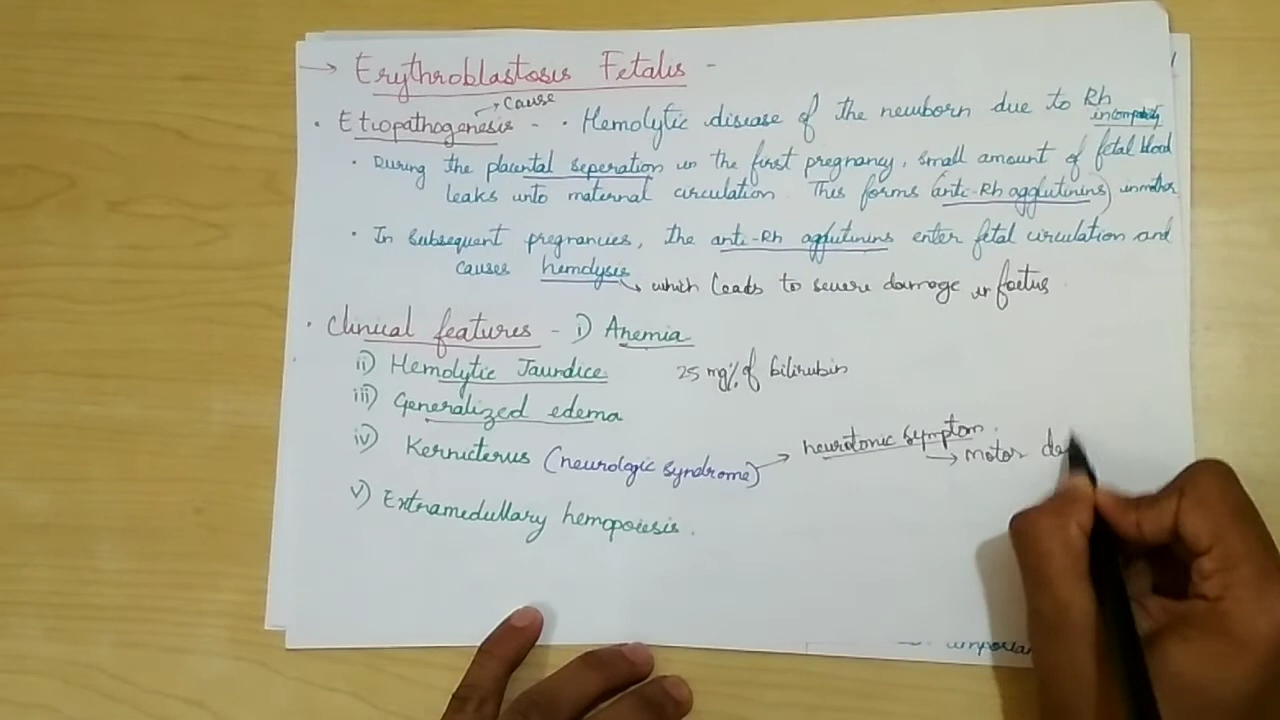 → Erythroblastosis Fetalis -
→ cause
• Etiopathogenesis - • Hemolytic disease of the newborn due to Rh
• During the placental seperation in the first pregnancy, small amount of fetal blood
leaks into maternal circulation. This forms (anti-Rh agglutinins) in mother
• In subsequent pregnancies, the anti-Rh agglutinins enter fetal circulation and
causes hemolysis
→ which leads to severe damage in foetus
• Clinical features - i) Anemia
ii) Hemolytic Jaundice 25 mg% of bilirubin
iii) Generalized edema
iv) Kernicterus (neurologic syndrome) → neurotonic symptom.
→ motor
v) Extramedullary hemopoiesis.